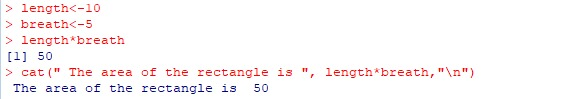 > length<-10
> breath<-5
> length*breath
[1] 50
> cat(" The area of the rectangle is ", length*breath,"\n")
 The area of the rectangle is  50